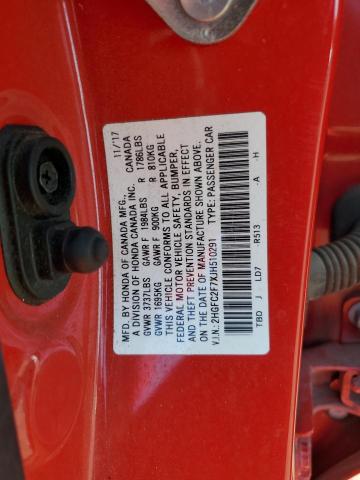 MFD. BY HONDA OF CANADA MFG., 11/17
A DIVISION OF HONDA CANADA INC. CANADA
GVWR 3737LBS GAWR F 1984LBS R 1786LBS
GVWR 1695KG GAWR F 900KG R 810KG
THIS VEHICLE CONFORMS TO ALL APPLICABLE
FEDERAL MOTOR VEHICLE SAFETY, BUMPER,
AND THEFT PREVENTION STANDARDS IN EFFECT
ON THE DATE OF MANUFACTURE SHOWN ABOVE.
V.I.N.: 2HGFC2F7XJH510291 TYPE: PASSENGER CAR
TBD J LD7 R513 -A -H